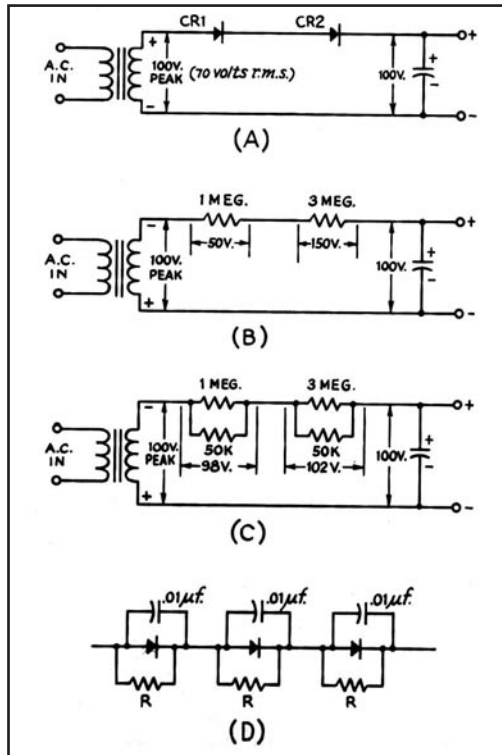 CR1 CR2
A.C. IN
+
100V. PEAK
(70 volts r.m.s.)
100V.
+
+
−
−
−
(A)
1 MEG. 3 MEG.
50V. 150V.
A.C. IN
−
100V. PEAK
100V.
+
+
−
+
−
(B)
1 MEG. 3 MEG.
50K 50K
98V. 102V.
A.C. IN
−
100V. PEAK
100V.
+
+
−
+
−
(C)
.01μf. .01μf. .01μf.
R R R
(D)